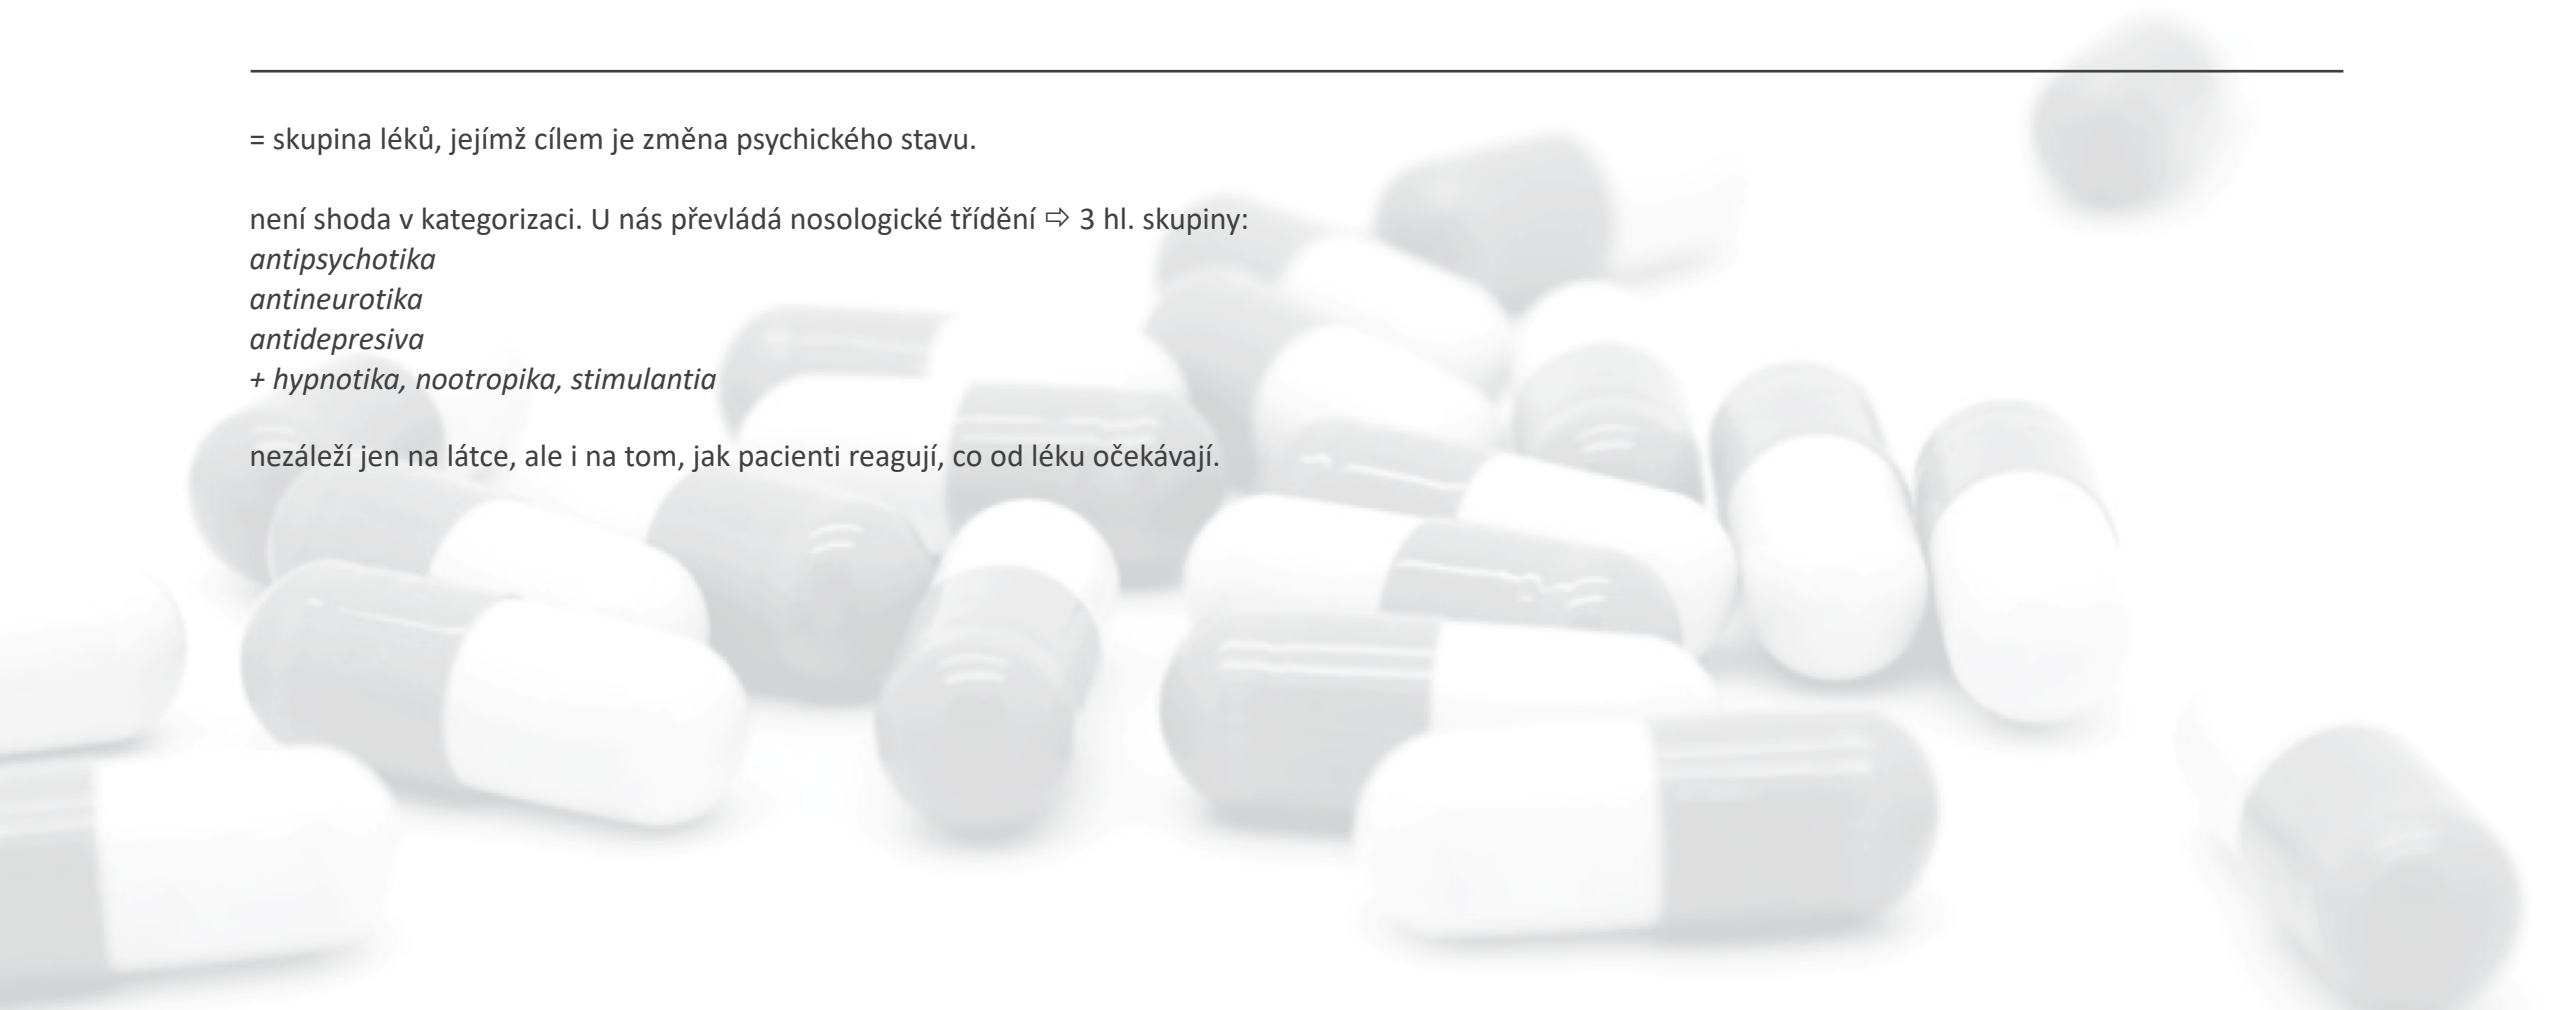 = skupina léků, jejímž cílem je změna psychického stavu.
není shoda v kategorizaci. U nás převládá nosologické třídění ⇨ 3 hl. skupiny:
antipsychotika
antineurotika
antidepresiva
+ hypnotika, nootropika, stimulantia
nezáleží jen na látce, ale i na tom, jak pacienti reagují, co od léku očekávají.